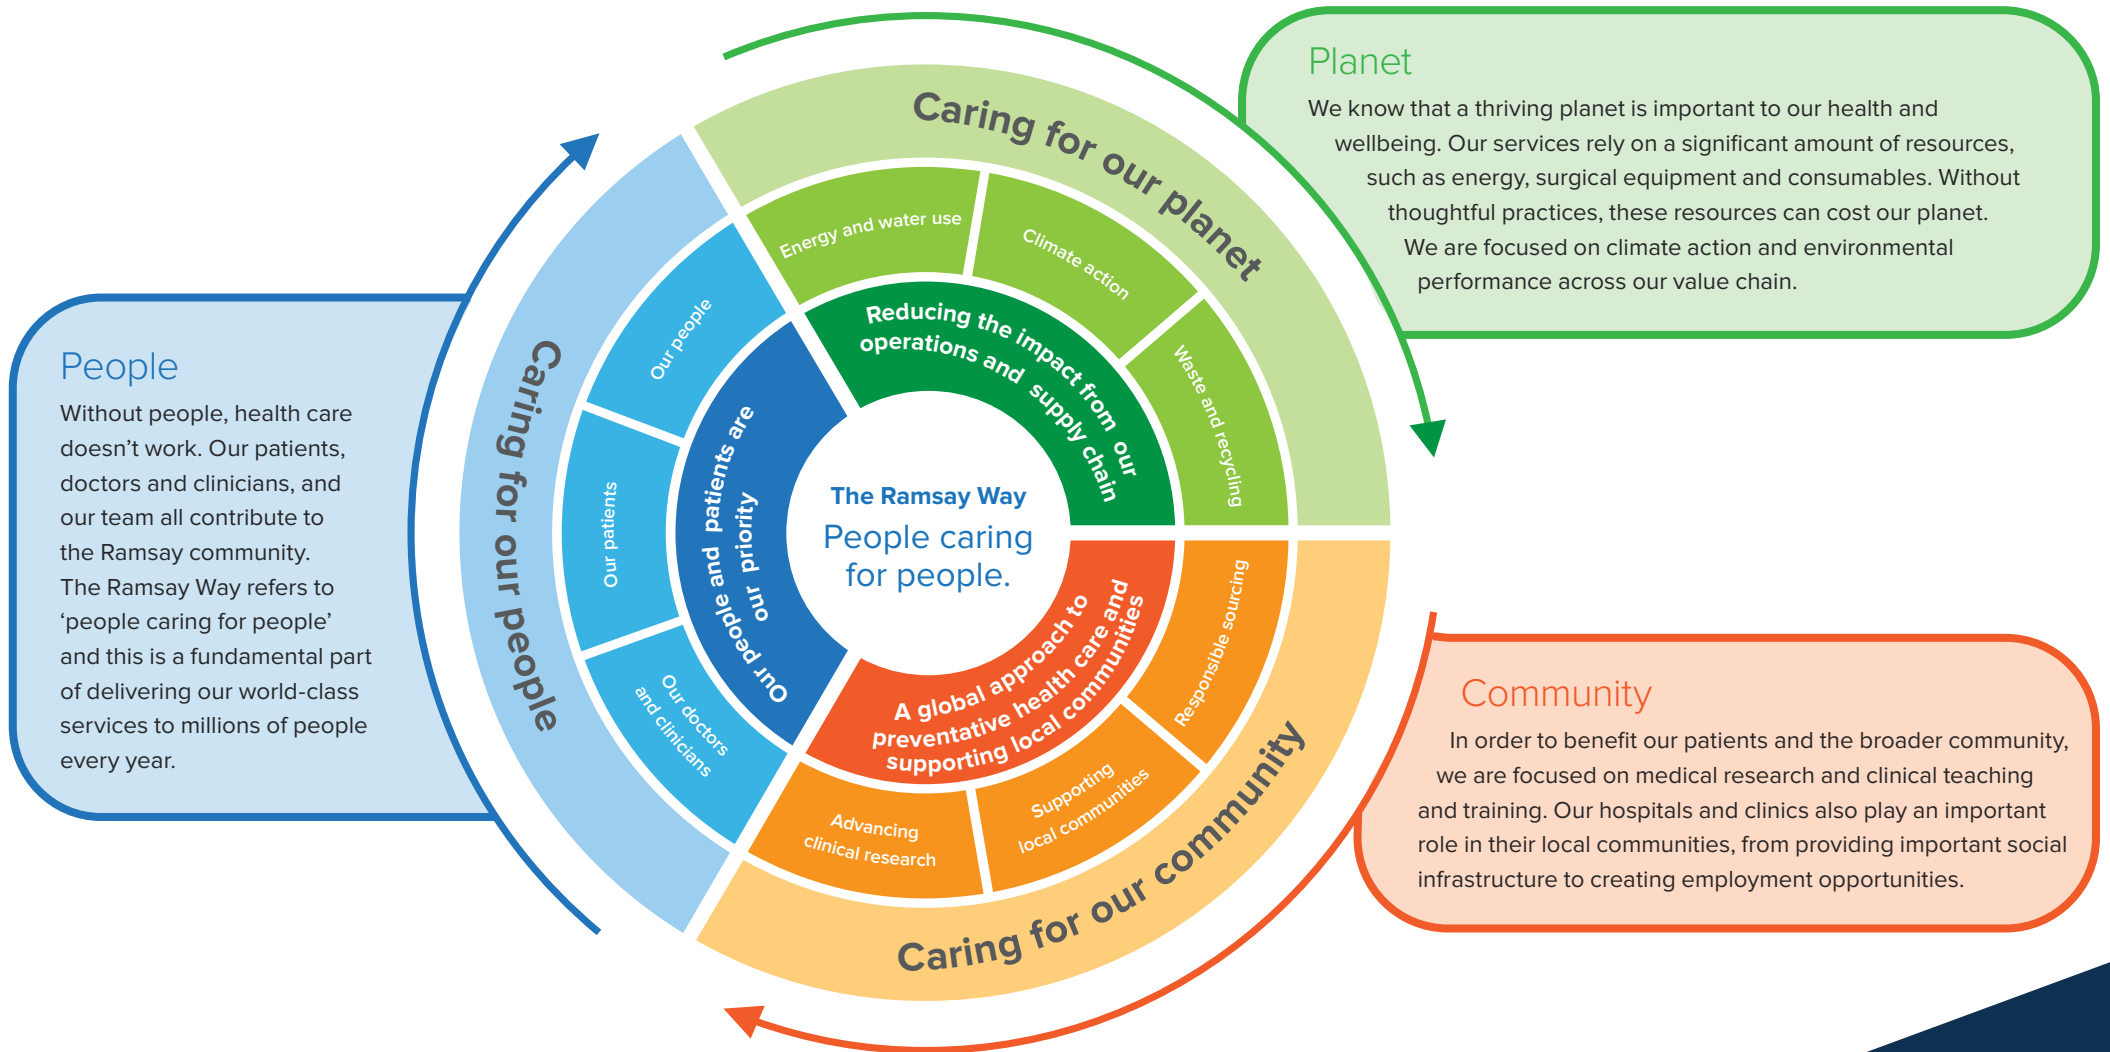 Planet
We know that a thriving planet is important to our health and
wellbeing. Our services rely on a significant amount of resources,
such as energy, surgical equipment and consumables. Without
thoughtful practices, these resources can cost our planet.
We are focused on climate action and environmental
performance across our value chain.
People
Without people, health care
doesn’t work. Our patients,
doctors and clinicians, and
our team all contribute to
the Ramsay community.
The Ramsay Way refers to
‘people caring for people’
and this is a fundamental part
of delivering our world-class
services to millions of people
every year.
Caring for our planet
Energy and water use
Climate action
Waste and recycling
Reducing the impact from our
operations and supply chain
Caring for our people
Our people
Our patients
Our doctors
and clinicians
Our people and patients are
our priority
The Ramsay Way
People caring
for people.
A global approach to
preventative health care and
supporting local communities
Responsible sourcing
Supporting
local communities
Advancing
clinical research
Caring for our community
Community
In order to benefit our patients and the broader community,
we are focused on medical research and clinical teaching
and training. Our hospitals and clinics also play an important
role in their local communities, from providing important social
infrastructure to creating employment opportunities.